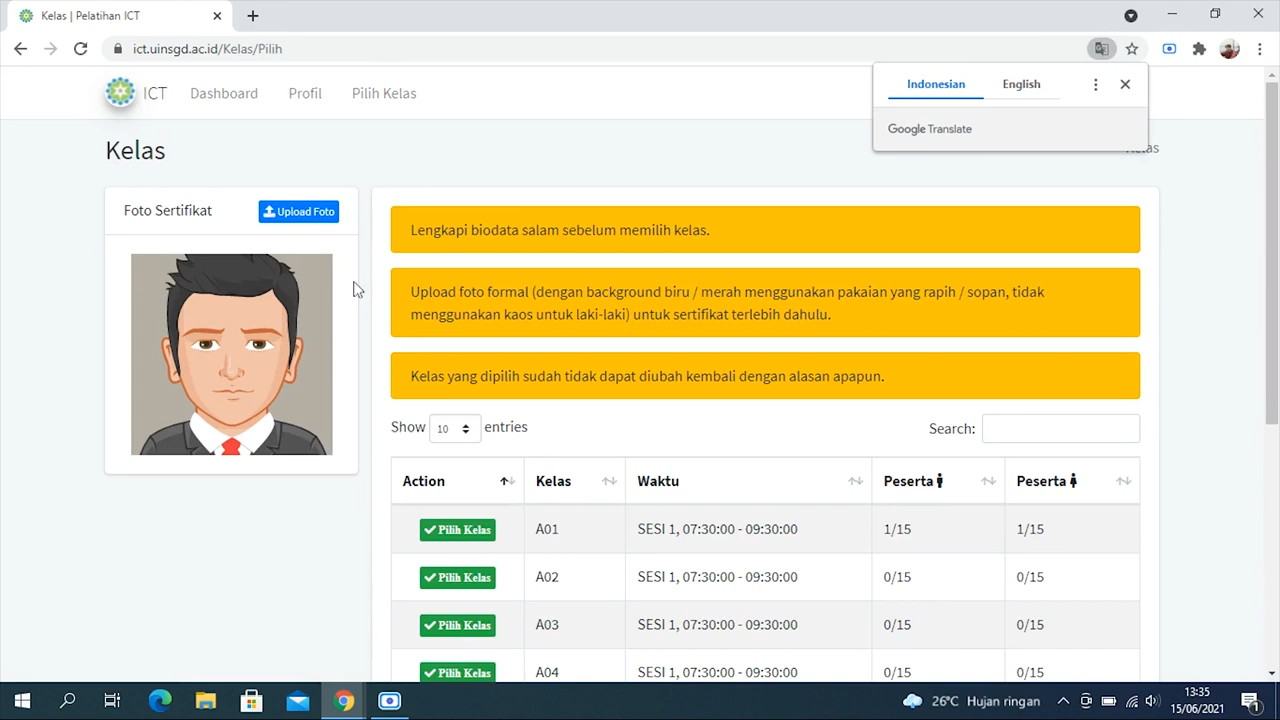 Kelas | Pelatihan ICT
ict.uinsgd.ac.id/Kelas/Pilih
ICT Dashboard Profil Pilih Kelas
Indonesian English
Google Translate
Kelas
Kelas
Foto Sertifikat Upload Foto
Lengkapi biodata salam sebelum memilih kelas.
Upload foto formal (dengan background biru / merah menggunakan pakaian yang rapih / sopan, tidak
menggunakan kaos untuk laki-laki) untuk sertifikat terlebih dahulu.
Kelas yang dipilih sudah tidak dapat diubah kembali dengan alasan apapun.
Show 10 entries Search:
Action Kelas Waktu Peserta Peserta
Pilih Kelas A01 SESI 1, 07:30:00 - 09:30:00 1/15 1/15
Pilih Kelas A02 SESI 1, 07:30:00 - 09:30:00 0/15 0/15
Pilih Kelas A03 SESI 1, 07:30:00 - 09:30:00 0/15 0/15
Pilih Kelas A04 SESI 1, 07:30:00 - 09:30:00 0/15 0/15
26°C Hujan ringan
13:35
15/06/2021
1